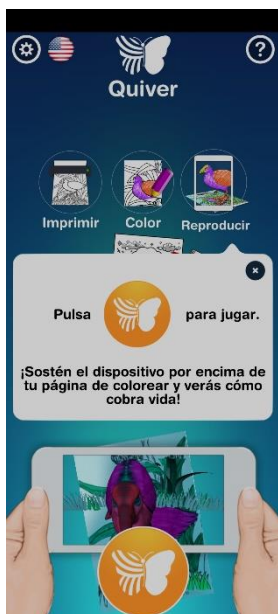 ?
Quiver
Imprimir Color Reproducir
x
Pulsa para jugar.
¡Sostén el dispositivo por encima de
tu página de colorear y verás cómo
cobra vida!